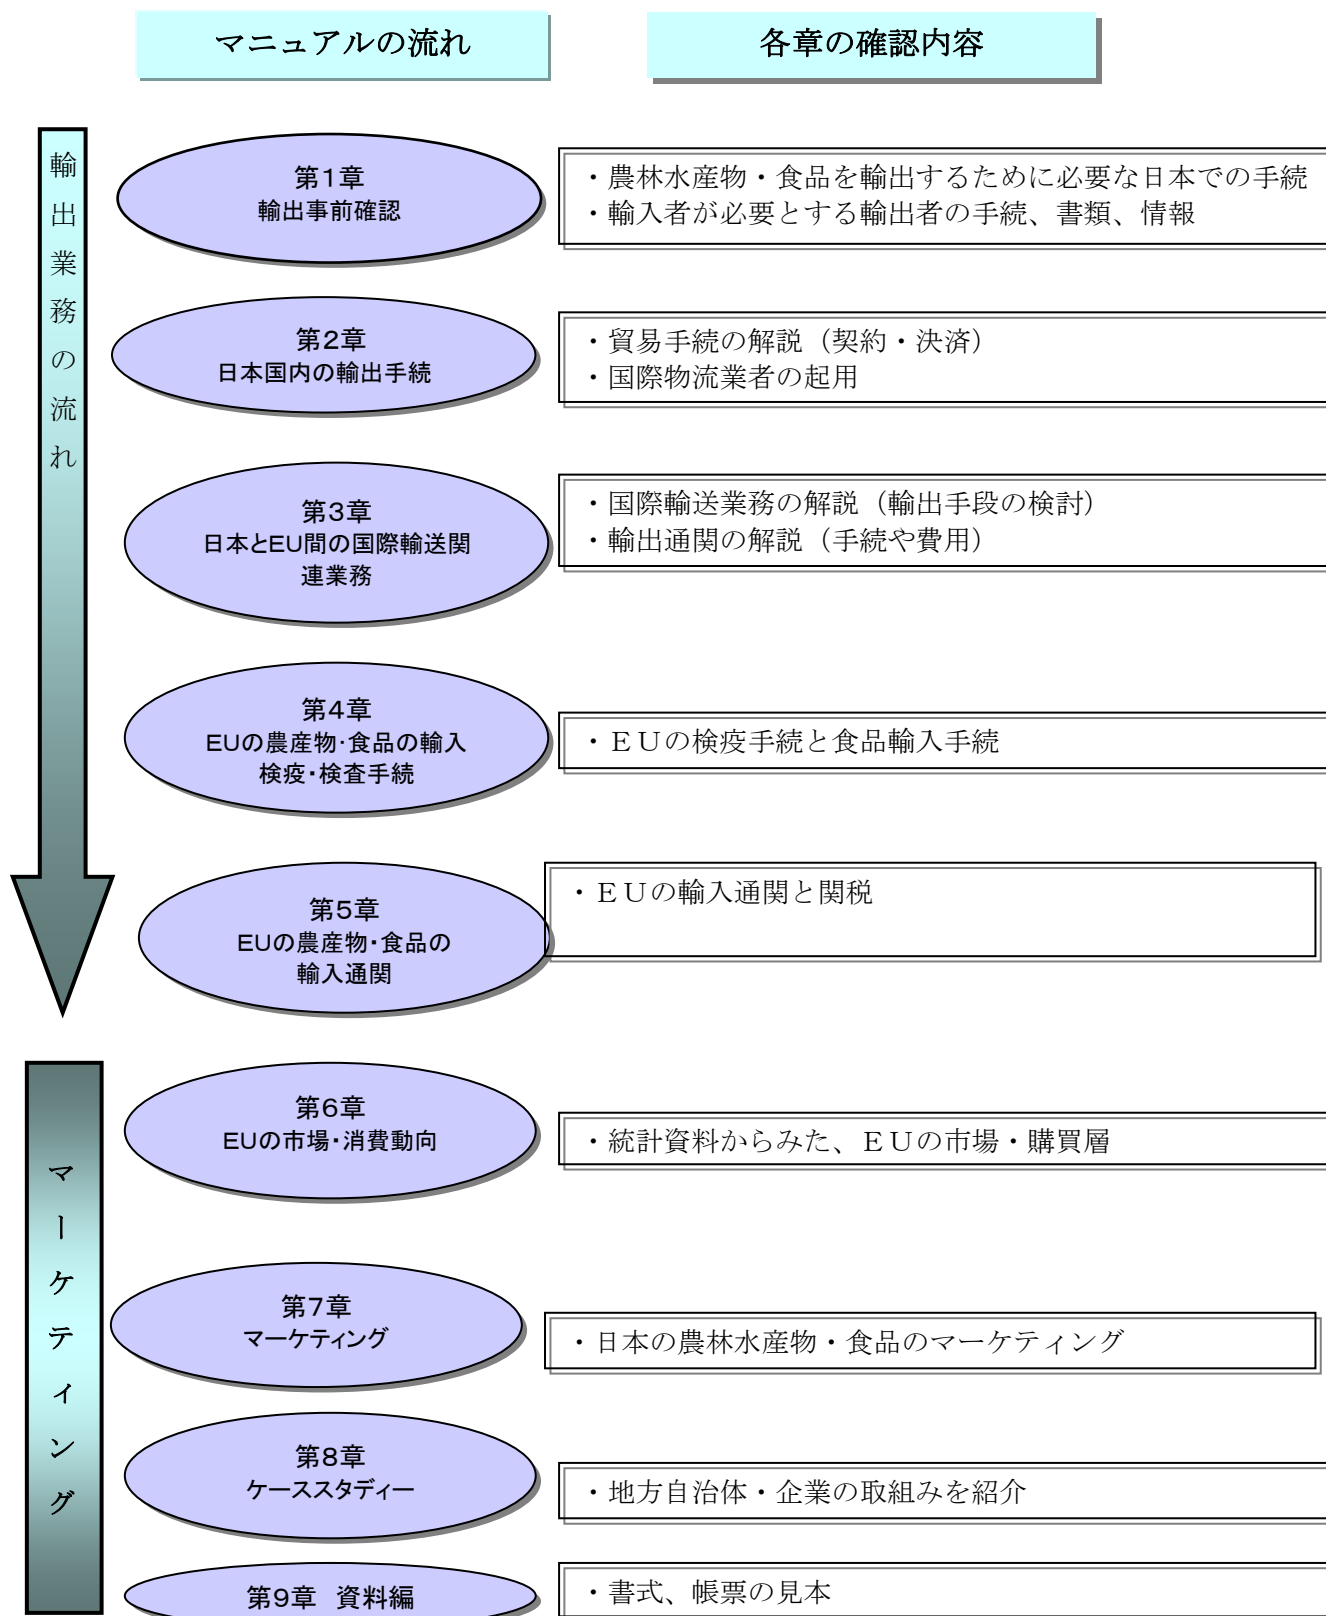 マニュアルの流れ
各章の確認内容
輸出業務の流れ
第1章
輸出事前確認
・農林水産物・食品を輸出するために必要な日本での手続
・輸入者が必要とする輸出者の手続、書類、情報
第2章
日本国内の輸出手続
・貿易手続の解説（契約・決済）
・国際物流業者の起用
第3章
日本とEU間の国際輸送関
連業務
・国際輸送業務の解説（輸出手段の検討）
・輸出通関の解説（手続や費用）
第4章
EUの農産物・食品の輸入
検疫・検査手続
・ＥＵの検疫手続と食品輸入手続
第5章
EUの農産物・食品の
輸入通関
・ＥＵの輸入通関と関税
マーケティング
第6章
EUの市場・消費動向
・統計資料からみた、ＥＵの市場・購買層
第7章
マーケティング
・日本の農林水産物・食品のマーケティング
第8章
ケーススタディー
・地方自治体・企業の取組みを紹介
第9章　資料編
・書式、帳票の見本